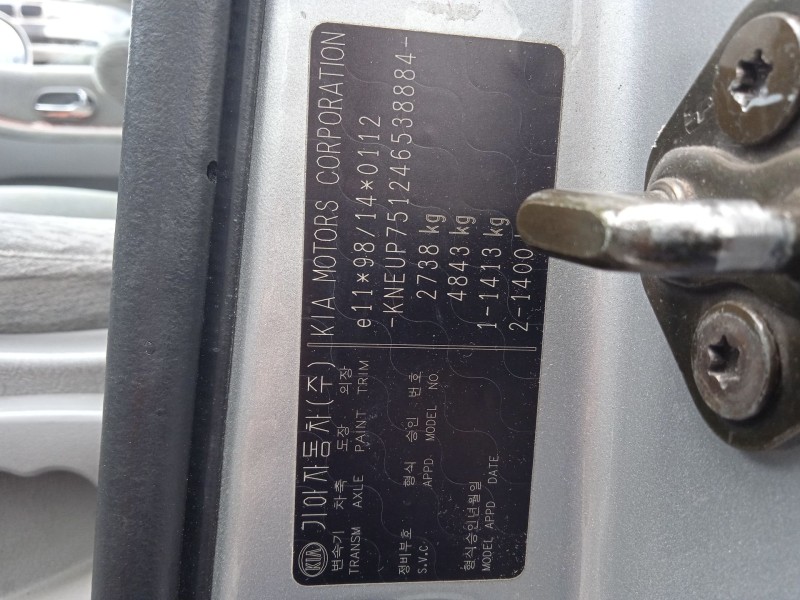 KIA 기아자동차(주) KIA MOTORS CORPORATION
변속기 차축 도장 외장
TRANSM AXLE PAINT TRIM
e11*98/14*0112
-KNEUP751246538884-
정비부호 형식 승인 번호
S.V.C APPD MODEL NO.
2738 kg
4843 kg
형식승인년월일
MODEL APPD DATE
1-1413 kg
2-1400